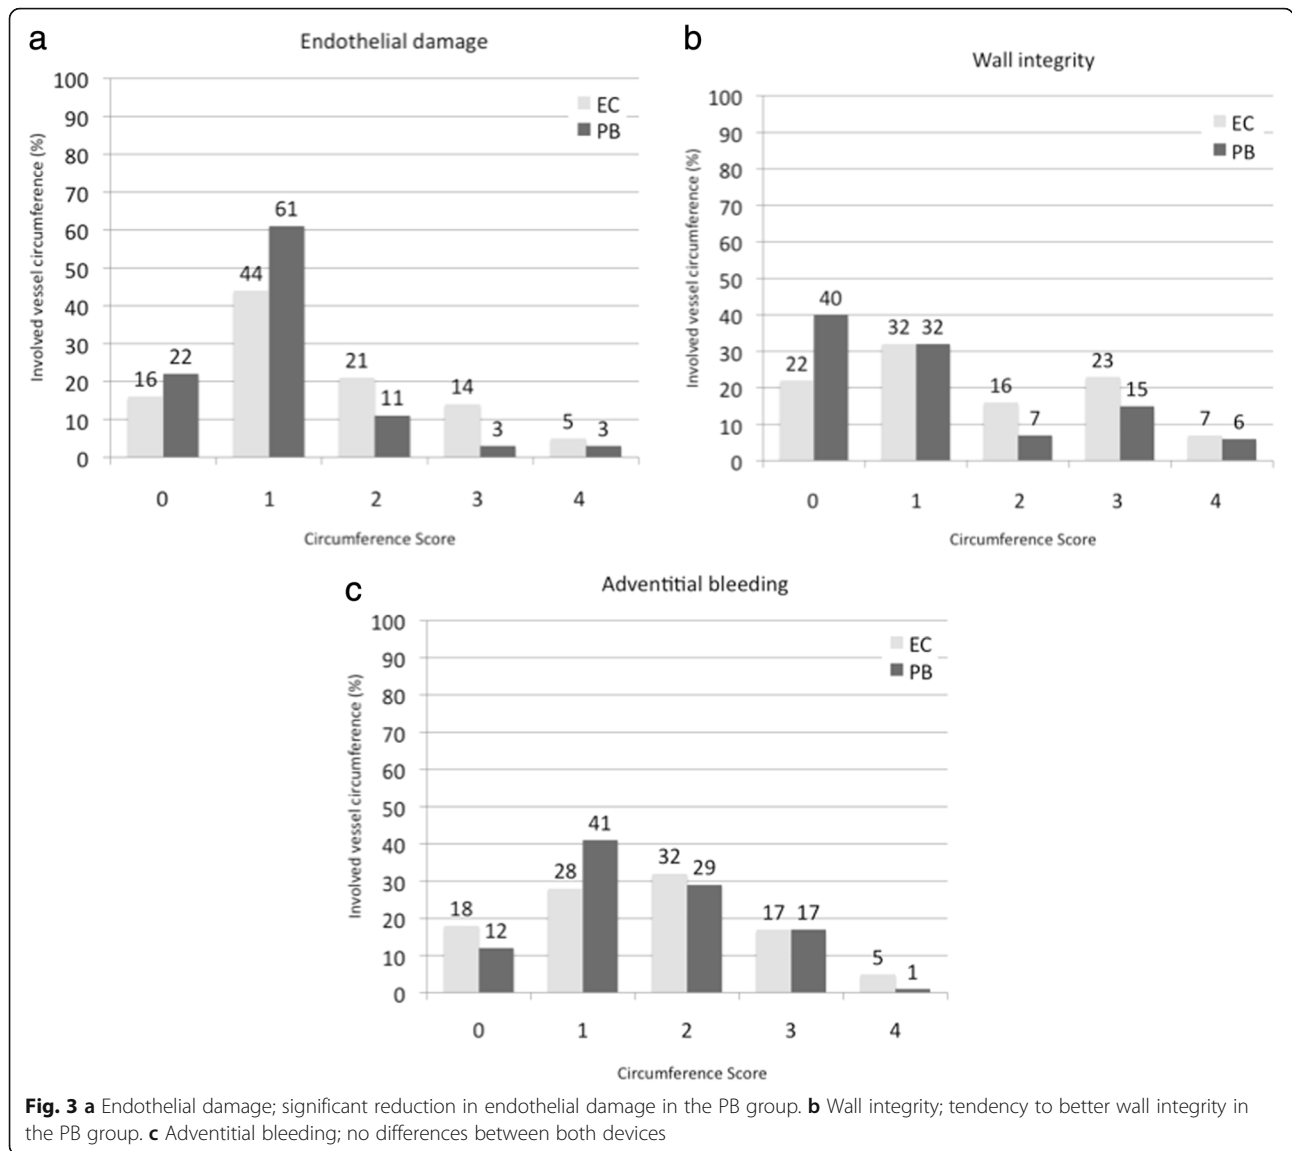 a
Endothelial damage
100
90
80
70
60
50
40
30
20
10
0
Involved vessel circumference (%)
EC
PB
16 22
44 61
21 11
14 3
5 3
0 1 2 3 4
Circumference Score
b
Wall integrity
100
90
80
70
60
50
40
30
20
10
0
Involved vessel circumference (%)
EC
PB
22 40
32 32
16 7
23 15
7 6
0 1 2 3 4
Circumference Score
c
Adventitial bleeding
100
90
80
70
60
50
40
30
20
10
0
Involved vessel circumference (%)
EC
PB
18 12
28 41
32 29
17 17
5 1
0 1 2 3 4
Circumference Score
Fig. 3 a Endothelial damage; significant reduction in endothelial damage in the PB group. b Wall integrity; tendency to better wall integrity in
the PB group. c Adventitial bleeding; no differences between both devices